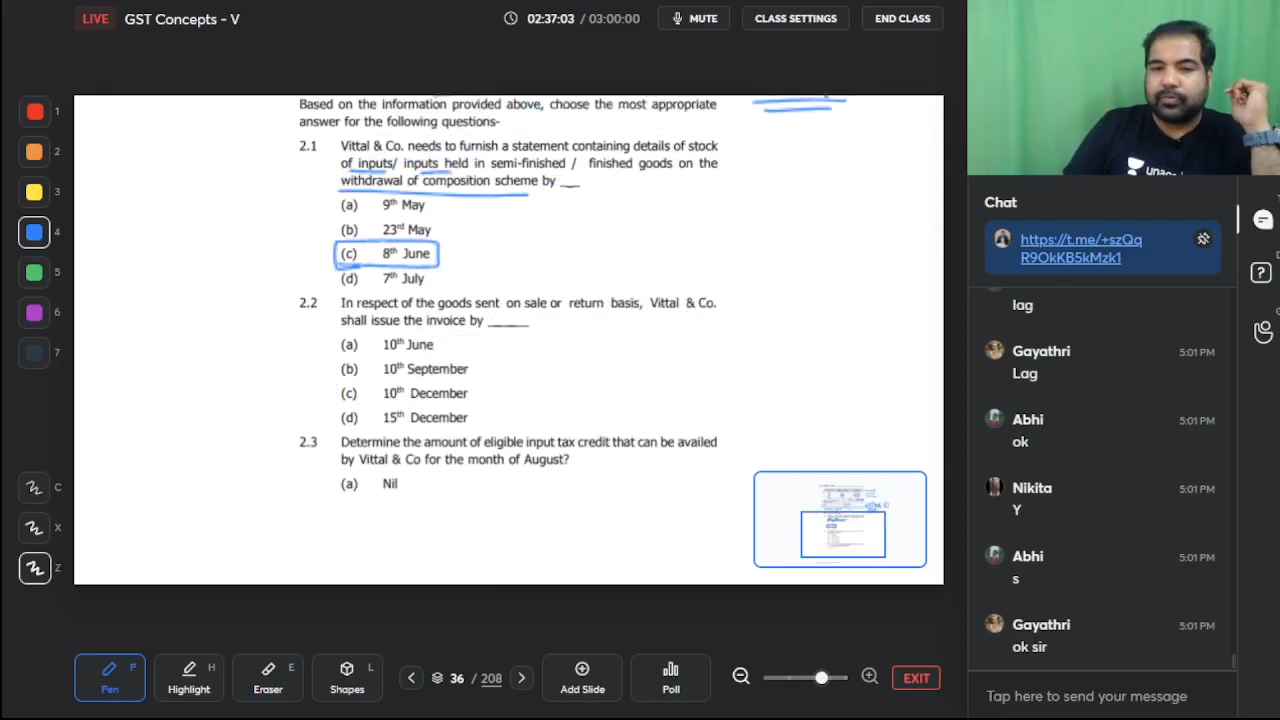 LIVE GST Concepts - V
02:37:03 / 03:00:00
MUTE
CLASS SETTINGS
END CLASS
1
2
3
4
5
6
7
C
X
Z
Based on the information provided above, choose the most appropriate
answer for the following questions-
2.1 Vittal & Co. needs to furnish a statement containing details of stock
of inputs/ inputs held in semi-finished / finished goods on the
withdrawal of composition scheme by ___
(a) 9th May
(b) 23rd May
(c) 8th June
(d) 7th July
2.2 In respect of the goods sent on sale or return basis, Vittal & Co.
shall issue the invoice by ______
(a) 10th June
(b) 10th September
(c) 10th December
(d) 15th December
2.3 Determine the amount of eligible input tax credit that can be availed
by Vittal & Co for the month of August?
(a) Nil
Chat
https://t.me/+szQq
R9OkKB5kMzk1
lag
Gayathri 5:01 PM
Lag
Abhi 5:01 PM
ok
Nikita 5:01 PM
Y
Abhi 5:01 PM
s
Gayathri 5:01 PM
ok sir
Tap here to send your message
Pen P
Highlight H
Eraser E
Shapes L
36 / 208
Add Slide
Poll
EXIT